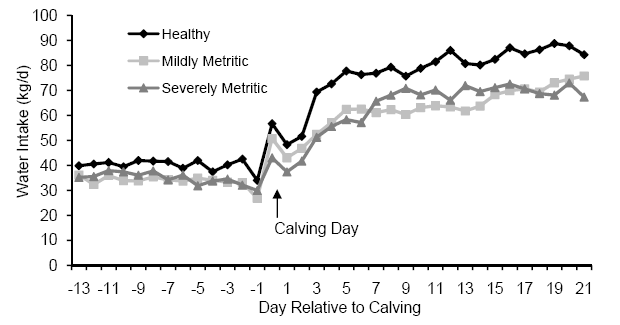 100
90
80
70
60
50
40
30
20
10
0
Water Intake (kg/d)
Healthy
Mildly Metritic
Severely Metritic
Calving Day
-13 -11 -9 -7 -5 -3 -1 1 3 5 7 9 11 13 15 17 19 21
Day Relative to Calving